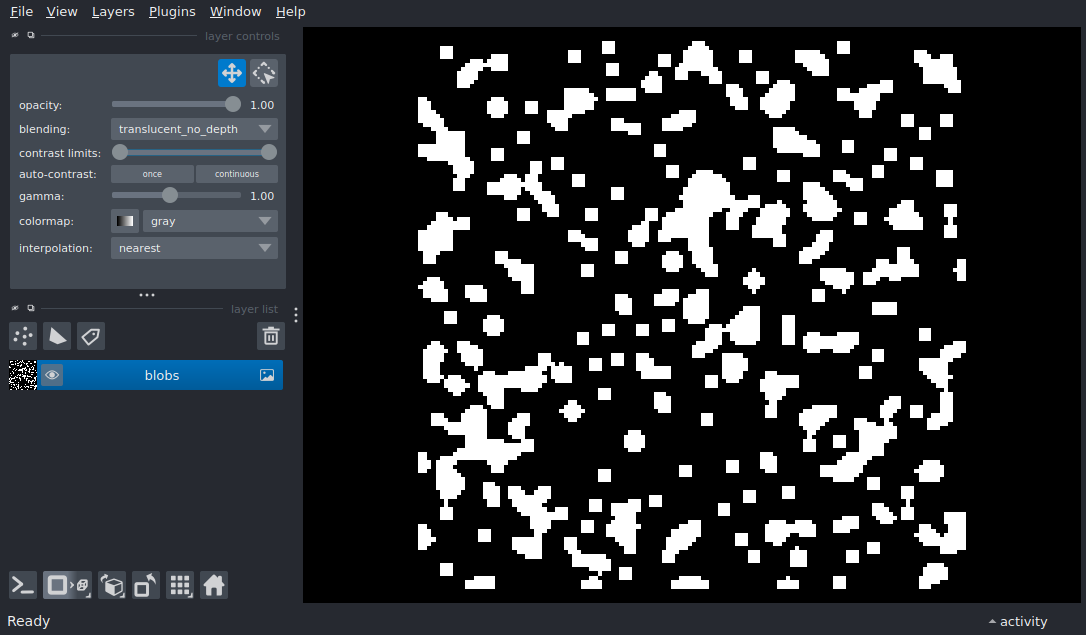 File View Layers Plugins Window Help
layer controls
opacity: 1.00
blending: translucent_no_depth
contrast limits:
auto-contrast: once continuous
gamma: 1.00
colormap: gray
interpolation: nearest
layer list
blobs
Ready activity